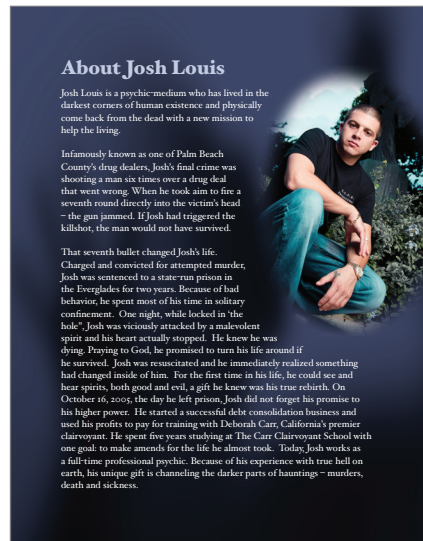 About Josh Louis
Josh Louis is a psychic-medium who has lived in the
darkest corners of human existence and physically
come back from the dead with a new mission to
help the living.
Infamously known as one of Palm Beach
County's drug dealers, Josh's final crime was
shooting a man six times over a drug deal
that went wrong. When he took aim to fire a
seventh round directly into the victim's head
– the gun jammed. If Josh had triggered the
killshot, the man would not have survived.
That seventh bullet changed Josh's life.
Charged and convicted for attempted murder,
Josh was sentenced to a state-run prison in
the Everglades for two years. Because of bad
behavior, he spent most of his time in solitary
confinement. One night, while locked in 'the
hole", Josh was viciously attacked by a malevolent
spirit and his heart actually stopped. He knew he was
dying. Praying to God, he promised to turn his life around if
he survived. Josh was resuscitated and he immediately realized something
had changed inside of him. For the first time in his life, he could see and
hear spirits, both good and evil, a gift he knew was his true rebirth. On
October 16, 2005, the day he left prison, Josh did not forget his promise to
his higher power. He started a successful debt consolidation business and
used his profits to pay for training with Deborah Carr, California's premier
clairvoyant. He spent five years studying at The Carr Clairvoyant School with
one goal: to make amends for the life he almost took. Today, Josh works as
a full-time professional psychic. Because of his experience with true hell on
earth, his unique gift is channeling the darker parts of hauntings – murders,
death and sickness.